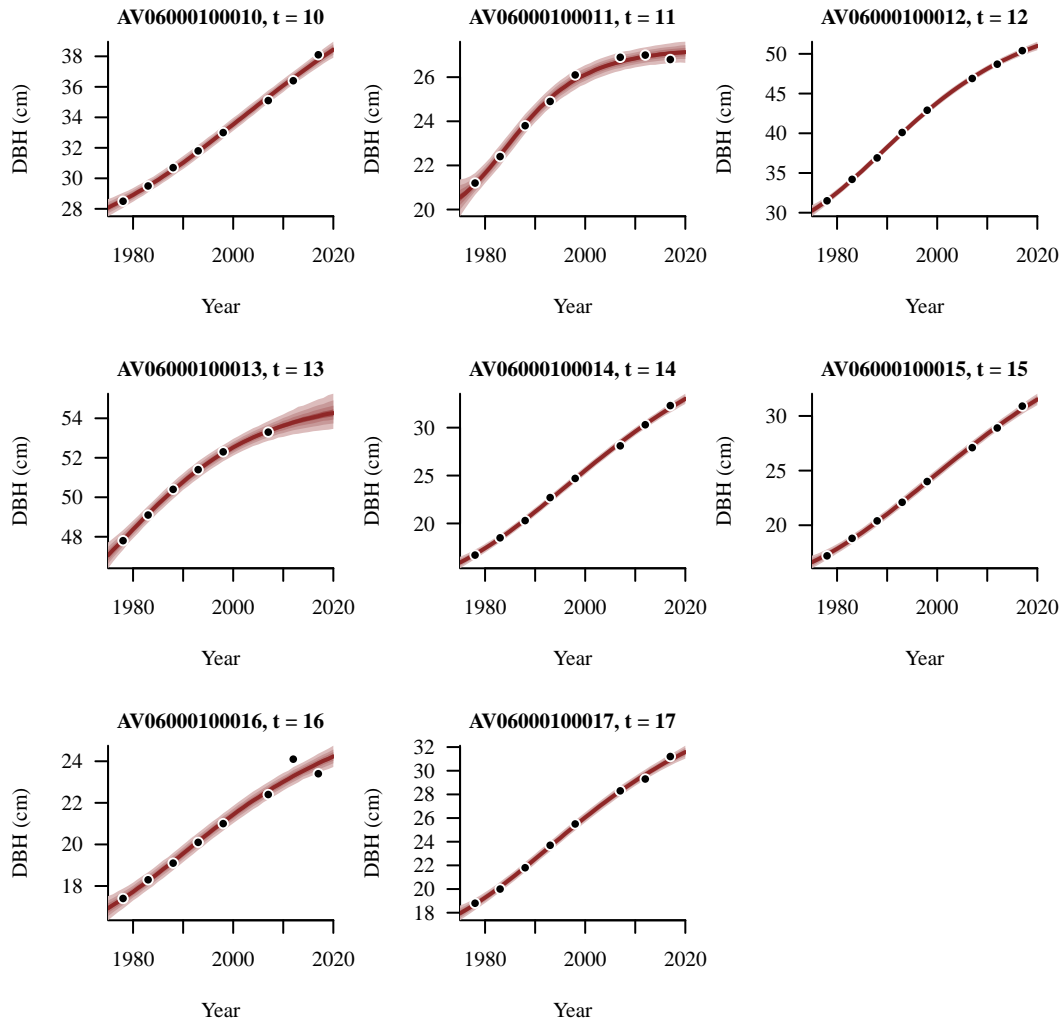 AV06000100010, t = 10
DBH (cm)
38
36
34
32
30
28
1980 2000 2020
Year
AV06000100011, t = 11
DBH (cm)
26
24
22
20
1980 2000 2020
Year
AV06000100012, t = 12
DBH (cm)
50
45
40
35
30
1980 2000 2020
Year
AV06000100013, t = 13
DBH (cm)
54
52
50
48
1980 2000 2020
Year
AV06000100014, t = 14
DBH (cm)
30
25
20
1980 2000 2020
Year
AV06000100015, t = 15
DBH (cm)
30
25
20
1980 2000 2020
Year
AV06000100016, t = 16
DBH (cm)
24
22
20
18
1980 2000 2020
Year
AV06000100017, t = 17
DBH (cm)
32
30
28
26
24
22
20
18
1980 2000 2020
Year